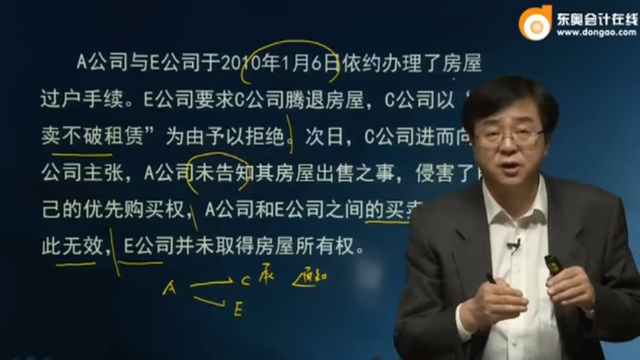 东奥会计在线
www.dongao.com
A公司与E公司于2010年1月6日依约办理了房屋
过户手续。E公司要求C公司腾退房屋，C公司以“
卖不破租赁”为由予以拒绝。次日，C公司进而向
公司主张，A公司未告知其房屋出售之事，侵害了
己的优先购买权，A公司和E公司之间的买卖
此无效，E公司并未取得房屋所有权。
A C 承 通知
E